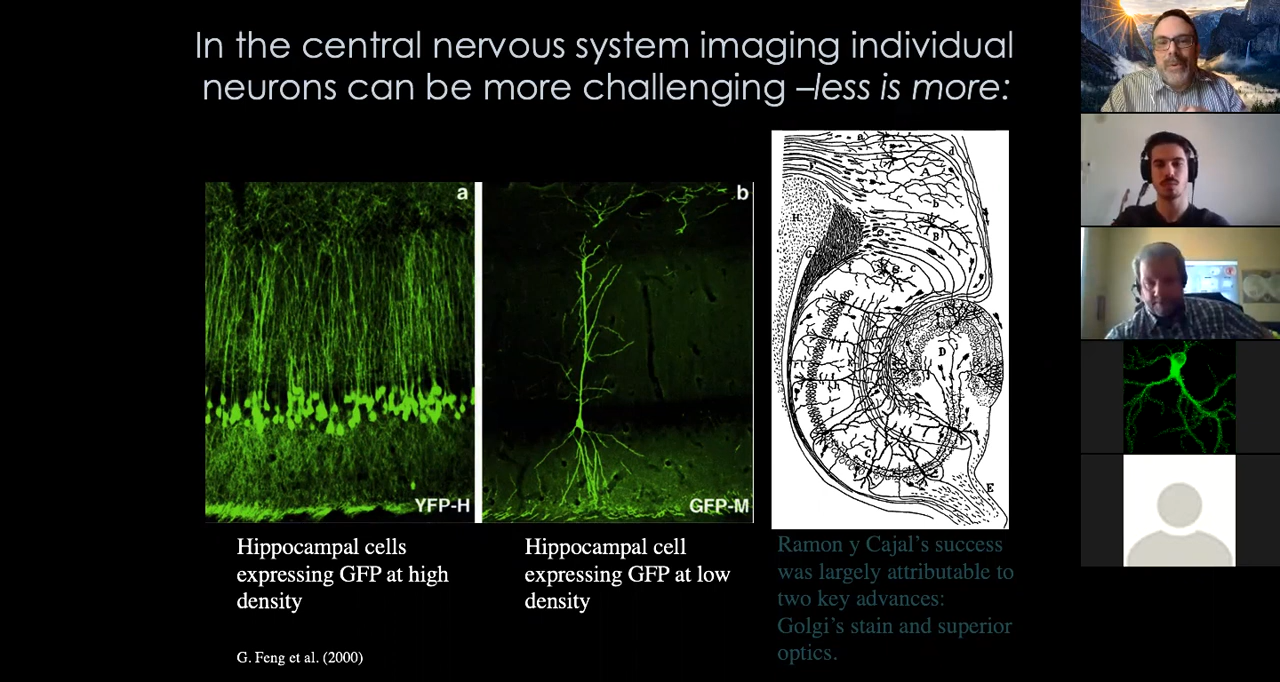 In the central nervous system imaging individual
neurons can be more challenging –less is more:
a
b
YFP-H
GFP-M
Hippocampal cells
expressing GFP at high
density
Hippocampal cell
expressing GFP at low
density
Ramon y Cajal's success
was largely attributable to
two key advances:
Golgi's stain and superior
optics.
G. Feng et al. (2000)
a
d
F
A
b
H
B
G
C
D
E